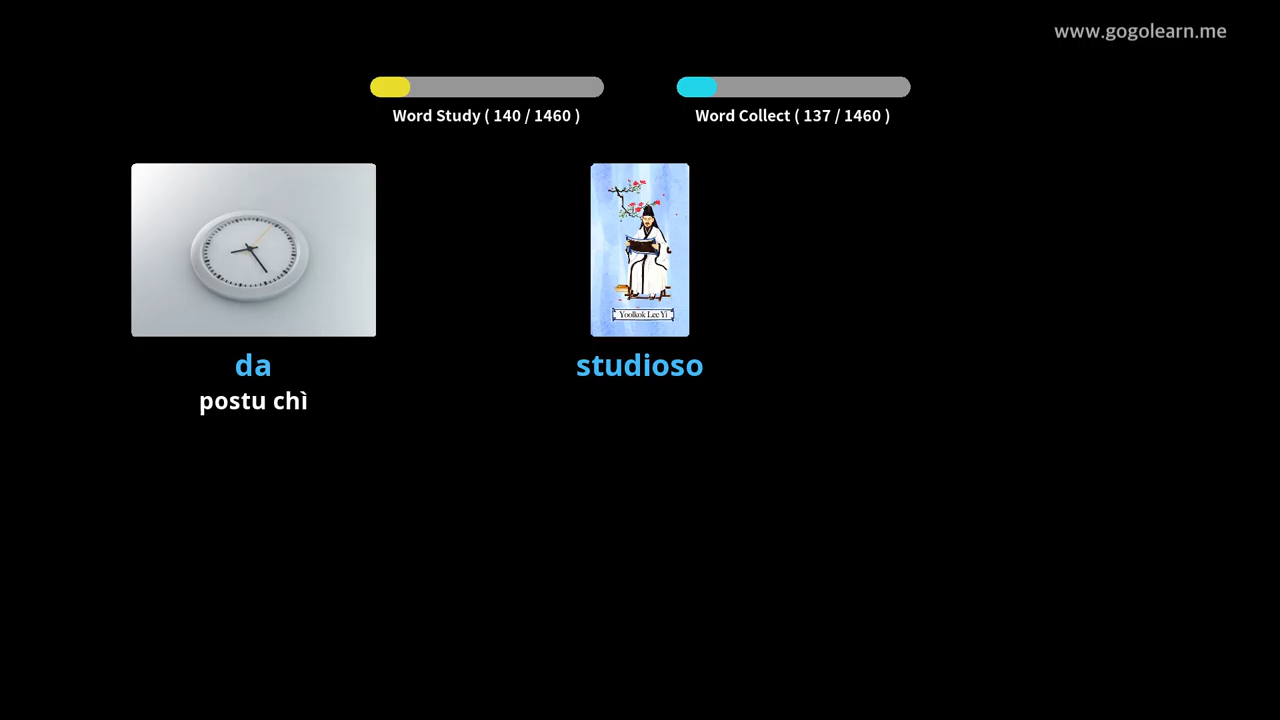 www.gogolearn.me
Word Study ( 140 / 1460 )
Word Collect ( 137 / 1460 )
Yoolkok Lee Yi
da
postu chì
studioso